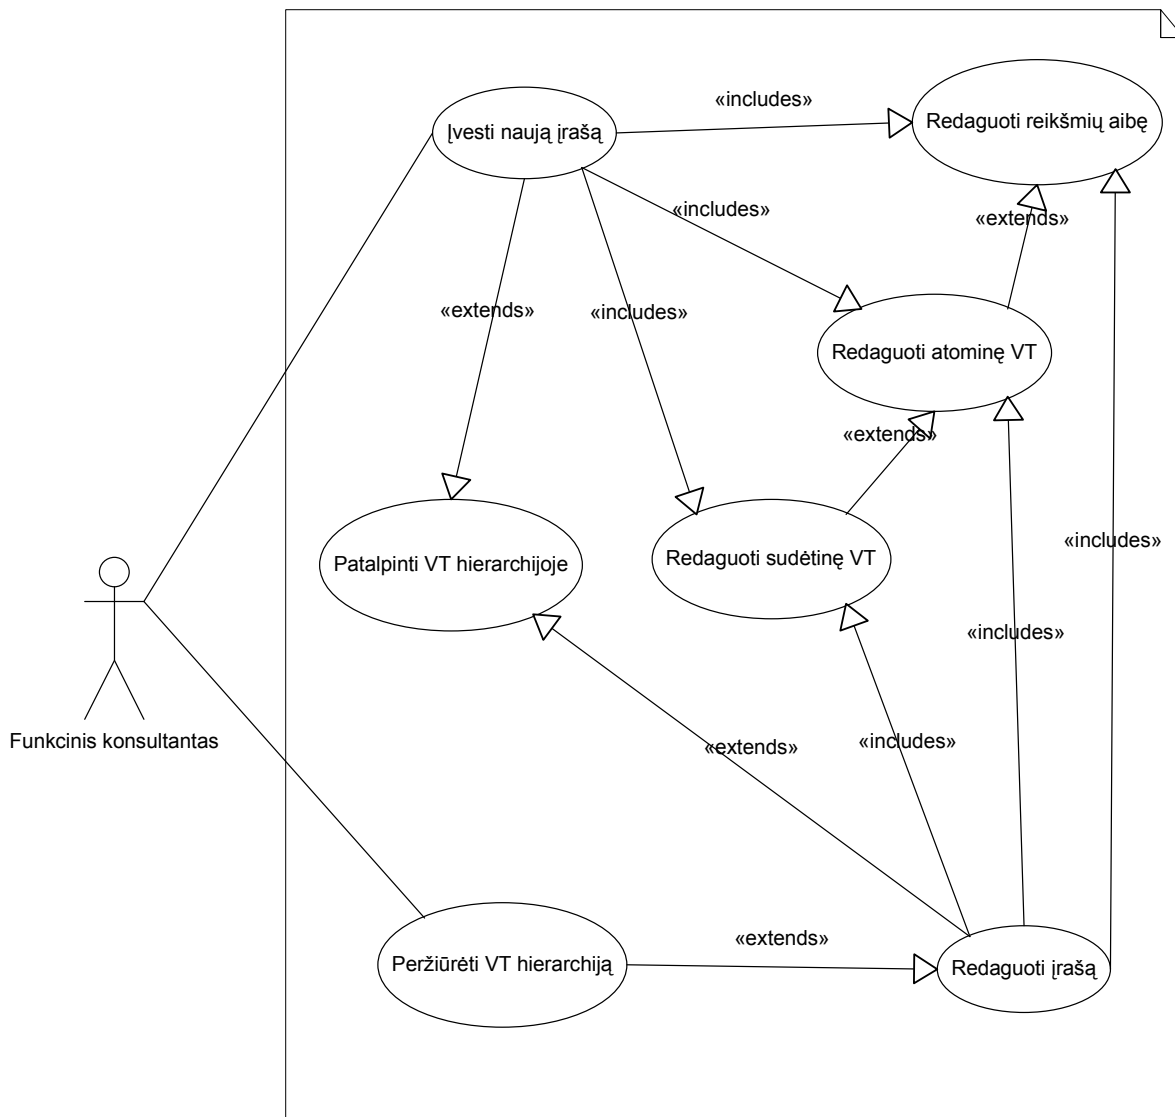 «includes»
Redaguoti reikšmių aibę
Įvesti naują įrašą
«includes»
«extends»
«extends»
«includes»
Redaguoti atominę VT
«extends»
Patalpinti VT hierarchijoje
Redaguoti sudėtinę VT
«includes»
«includes»
Funkcinis konsultantas
«extends»
«includes»
«extends»
Peržiūrėti VT hierarchiją
Redaguoti įrašą